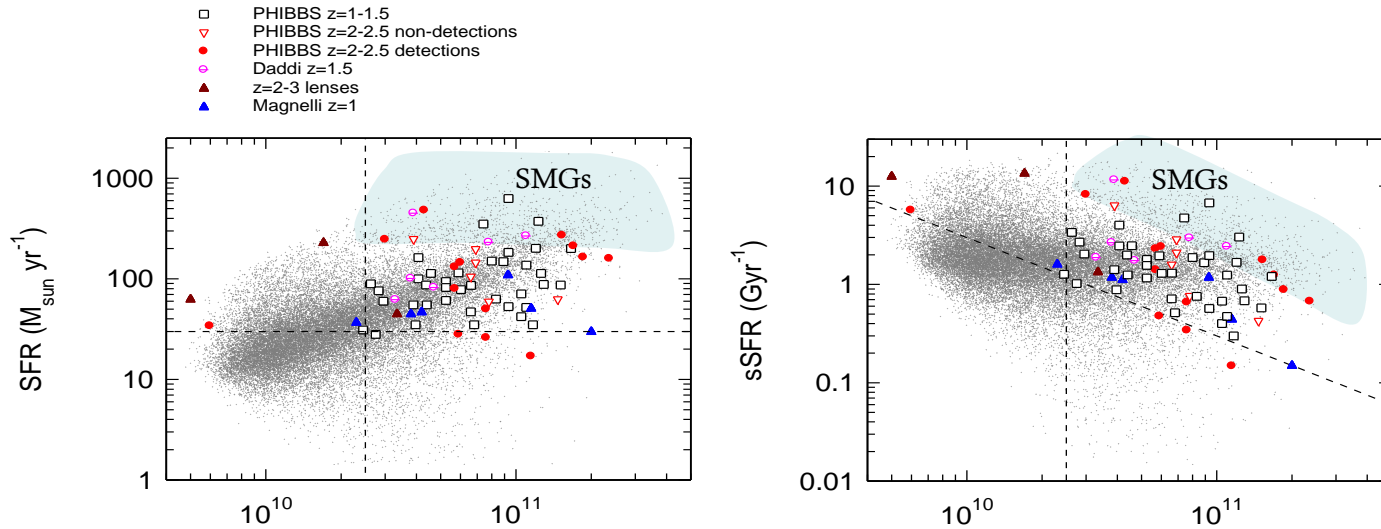 PHIBBS z=1-1.5
PHIBBS z=2-2.5 non-detections
PHIBBS z=2-2.5 detections
Daddi z=1.5
z=2-3 lenses
Magnelli z=1
SFR (M_sun yr^-1)
1000
100
10
1
SMGs
10^10
10^11
sSFR (Gyr^-1)
10
1
0.1
0.01
SMGs
10^10
10^11